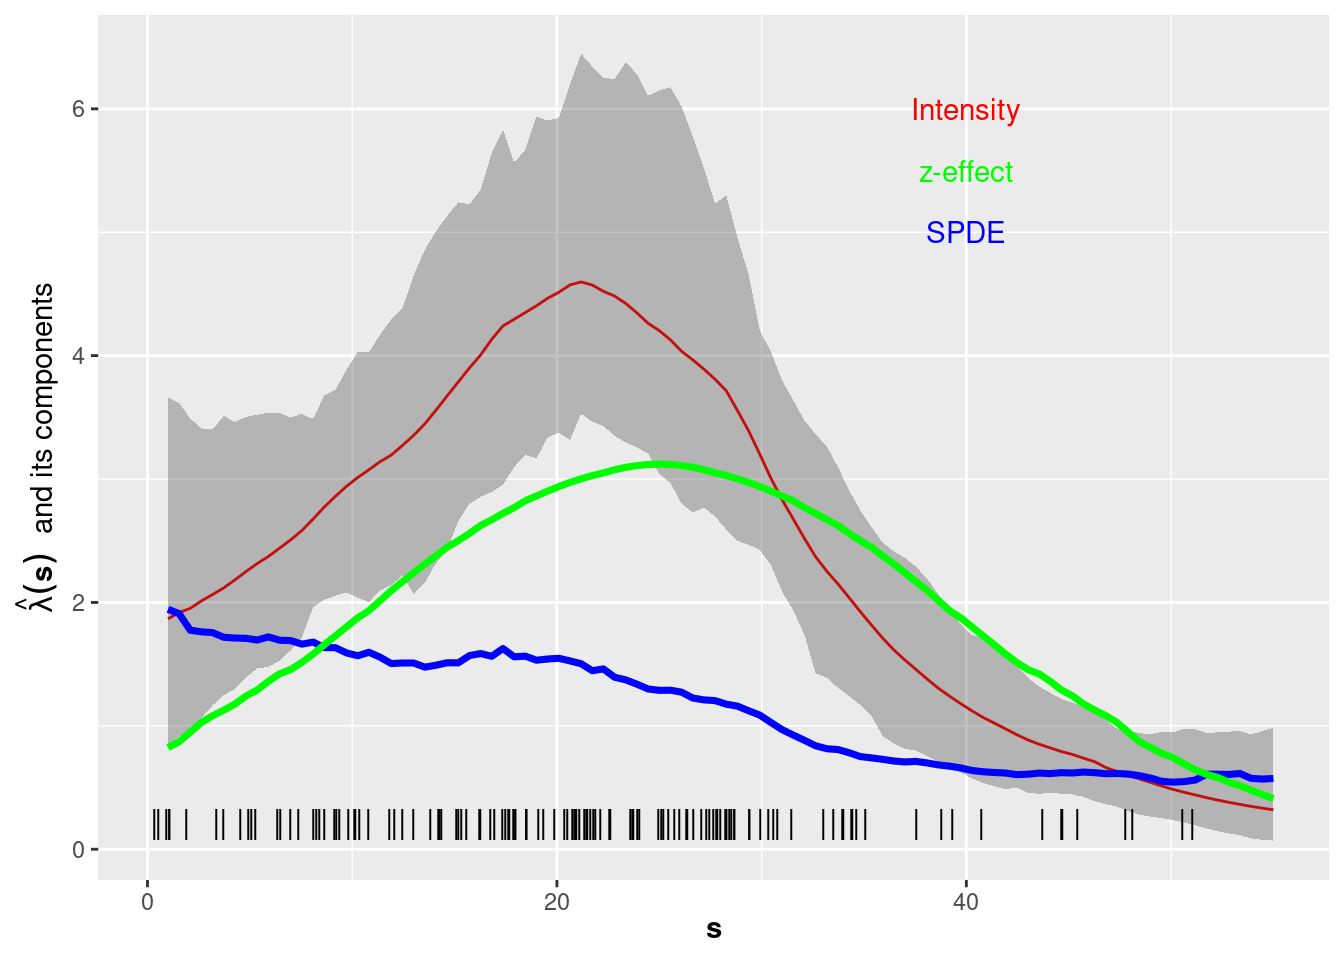 Intensity
z-effect
SPDE
λ̂(s) and its components
6
4
2
0
0 20 40
s